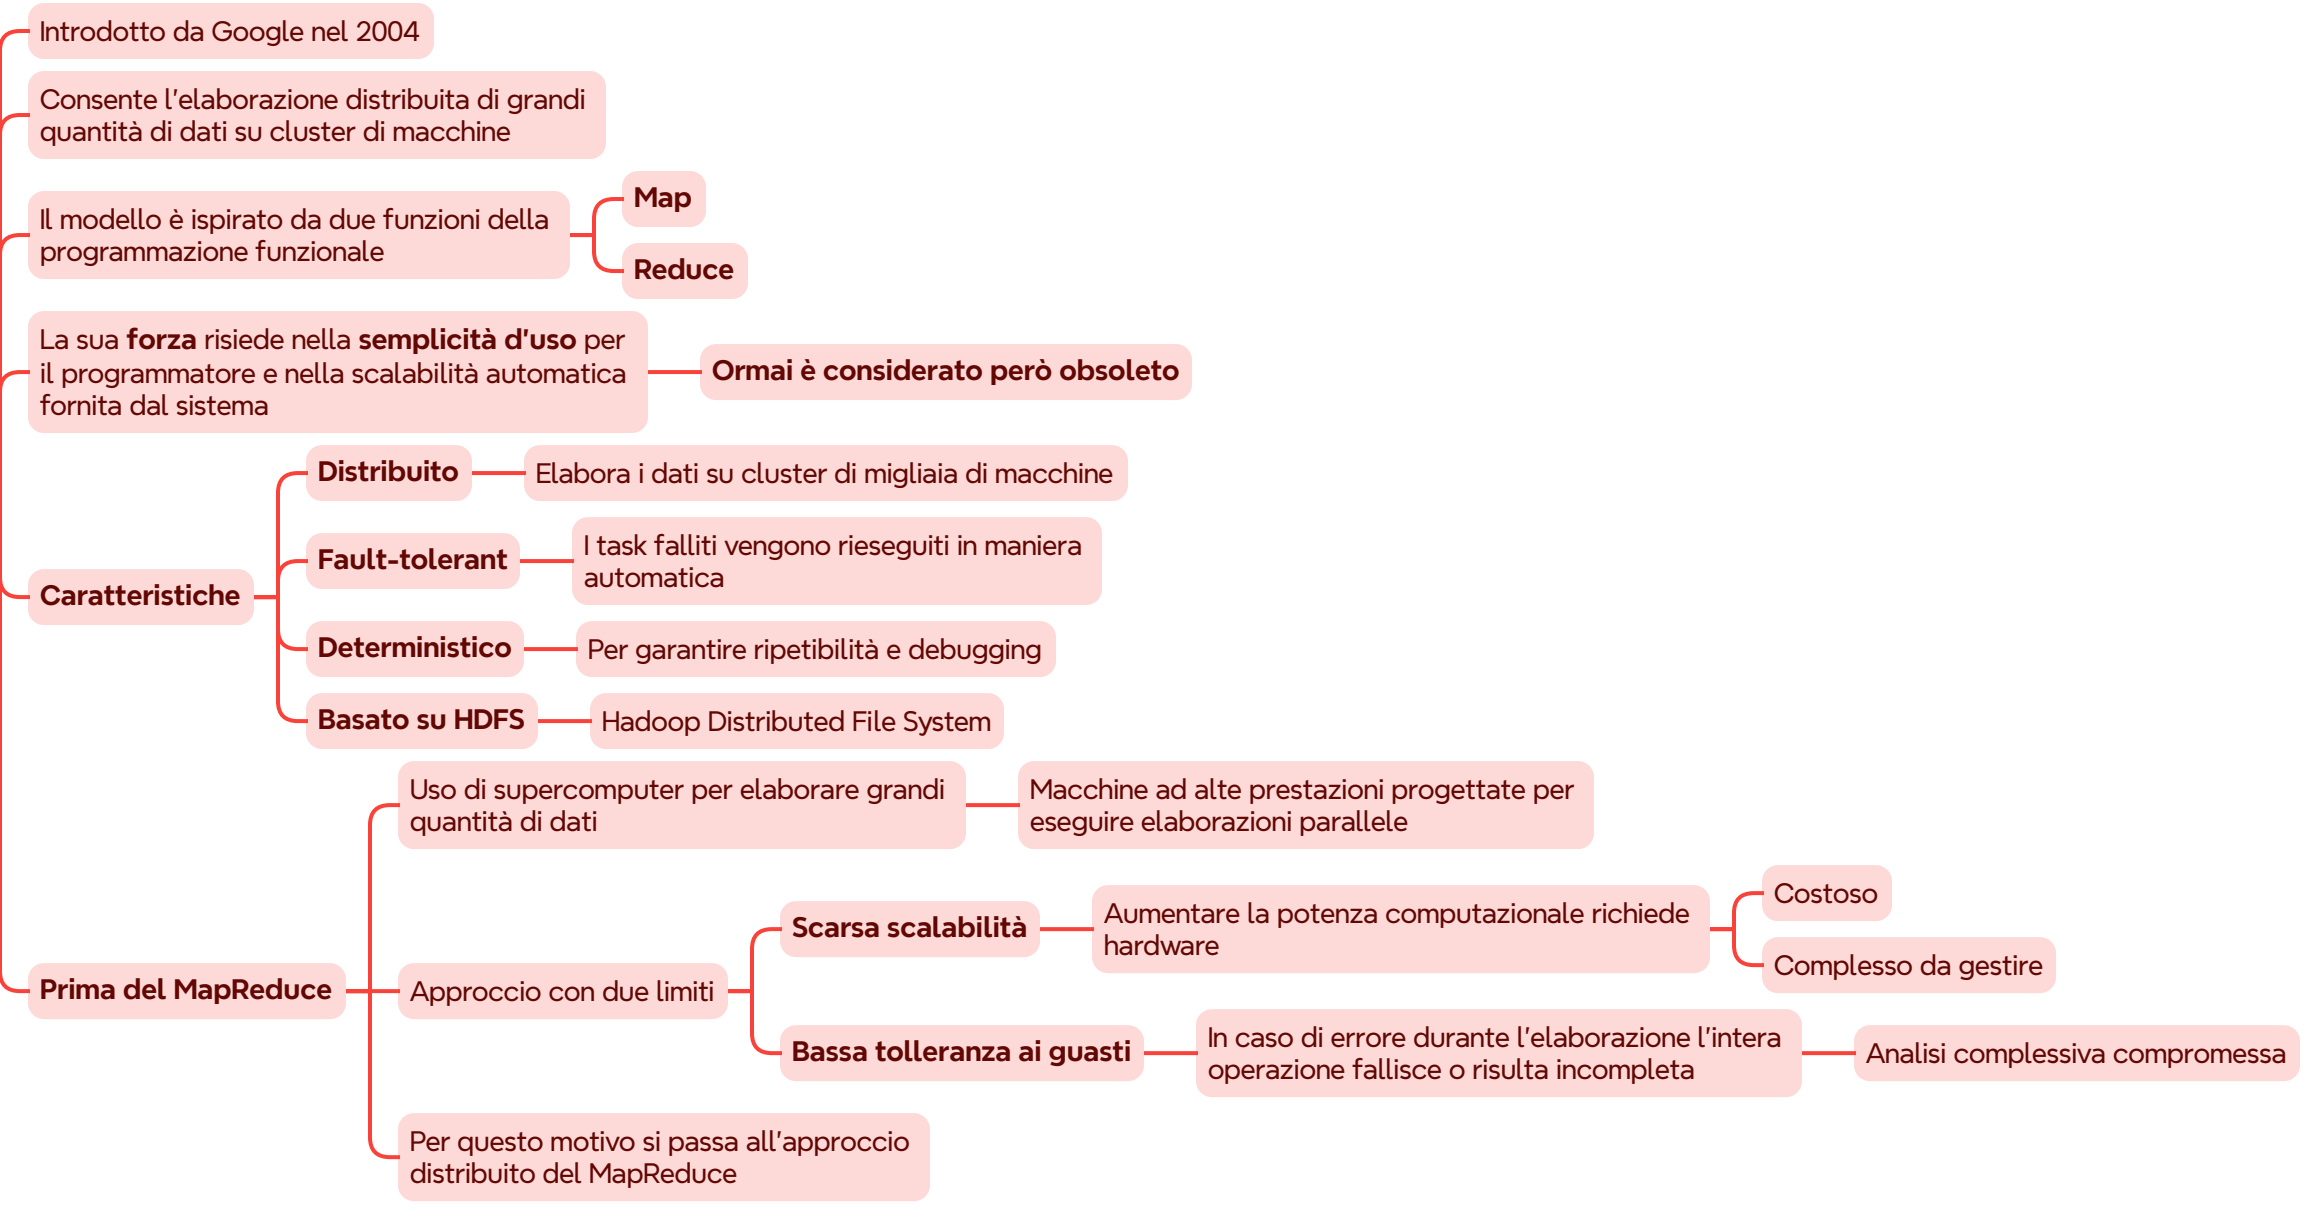 Introdotto da Google nel 2004
Consente l'elaborazione distribuita di grandi
quantità di dati su cluster di macchine
Il modello è ispirato da due funzioni della
programmazione funzionale
Map
Reduce
La sua forza risiede nella semplicità d'uso per
il programmatore e nella scalabilità automatica
fornita dal sistema
Ormai è considerato però obsoleto
Caratteristiche
Distribuito
Elabora i dati su cluster di migliaia di macchine
Fault-tolerant
I task falliti vengono rieseguiti in maniera
automatica
Deterministico
Per garantire ripetibilità e debugging
Basato su HDFS
Hadoop Distributed File System
Prima del MapReduce
Uso di supercomputer per elaborare grandi
quantità di dati
Macchine ad alte prestazioni progettate per
eseguire elaborazioni parallele
Approccio con due limiti
Scarsa scalabilità
Aumentare la potenza computazionale richiede
hardware
Costoso
Complesso da gestire
Bassa tolleranza ai guasti
In caso di errore durante l'elaborazione l'intera
operazione fallisce o risulta incompleta
Analisi complessiva compromessa
Per questo motivo si passa all'approccio
distribuito del MapReduce